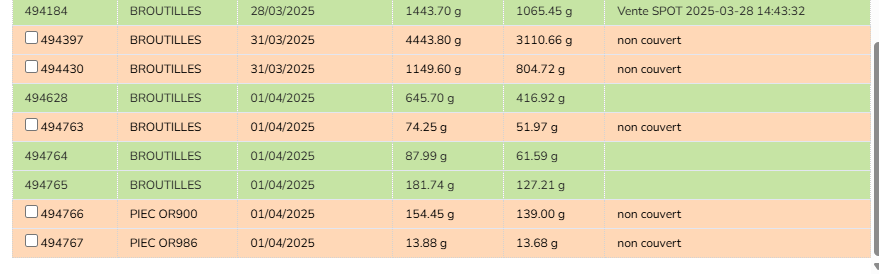 494184 BROUTILLES 28/03/2025 1443.70 g 1065.45 g Vente SPOT 2025-03-28 14:43:32
494397 BROUTILLES 31/03/2025 4443.80 g 3110.66 g non couvert
494430 BROUTILLES 31/03/2025 1149.60 g 804.72 g non couvert
494628 BROUTILLES 01/04/2025 645.70 g 416.92 g
494763 BROUTILLES 01/04/2025 74.25 g 51.97 g non couvert
494764 BROUTILLES 01/04/2025 87.99 g 61.59 g
494765 BROUTILLES 01/04/2025 181.74 g 127.21 g
494766 PIEC OR900 01/04/2025 154.45 g 139.00 g non couvert
494767 PIEC OR986 01/04/2025 13.88 g 13.68 g non couvert